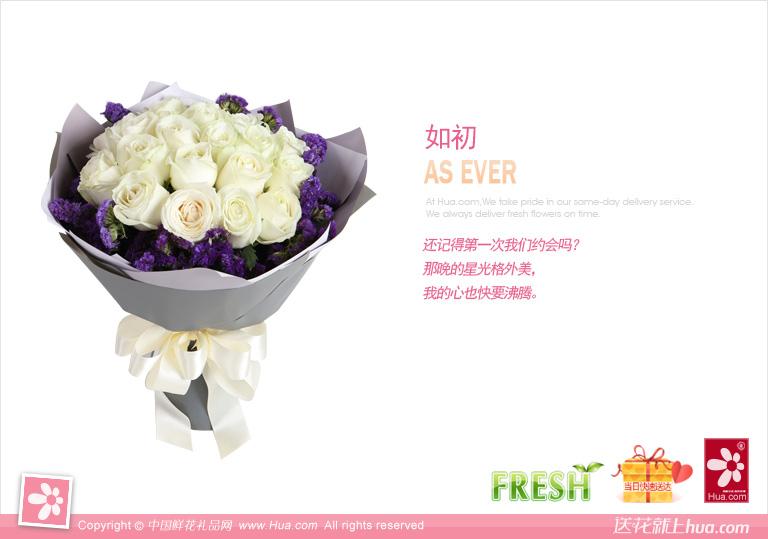 如初
AS EVER
At Hua.com,We take pride in our same-day delivery service.
We always deliver fresh flowers on time.
还记得第一次我们约会吗?
那晚的星光格外美,
我的心也快要沸腾。
FRESH
当日快速送达
Hua.com
Copyright © 中国鲜花礼品网 www.Hua.com All rights reserved
送花就上hua.com